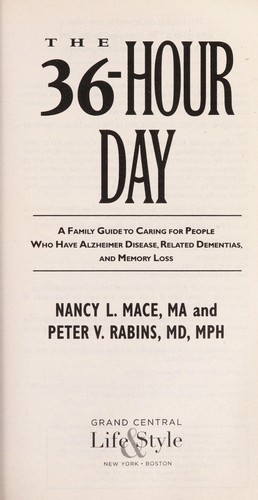 THE
36-HOUR
DAY
A FAMILY GUIDE TO CARING FOR PEOPLE
WHO HAVE ALZHEIMER DISEASE, RELATED DEMENTIAS,
AND MEMORY LOSS
NANCY L. MACE, MA and
PETER V. RABINS, MD, MPH
GRAND CENTRAL
Life & Style
NEW YORK • BOSTON